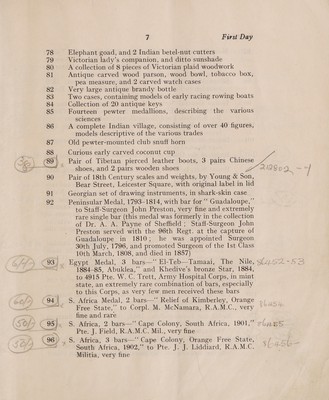 7 First Day
78 Elephant goad, and 2 Indian betel-nut cutters
79 Victorian lady's companion, and ditto sunshade
80 A collection of 8 pieces of Victorian plaid woodwork
81 Antique carved wood parson, wood bowl, tobacco box,
pea measure, and 2 carved watch cases
82 Very large antique brandy bottle
83 Two cases, containing models of early racing rowing boats
84 Collection of 20 antique keys
85 Fourteen pewter medallions, describing the various
sciences
86 A complete Indian village, consisting of over 40 figures,
models descriptive of the various trades
87 Old pewter-mounted club snuff horn
88 Curious early carved coconut cup
89 Pair of Tibetan pierced leather boots, 3 pairs Chinese
shoes, and 2 pairs wooden shoes
90 Pair of 18th Century scales and weights, by Young & Son,
Bear Street, Leicester Square, with original label in lid
91 Georgian set of drawing instruments, in shark-skin case
92 Peninsular Medal, 1793-1814, with bar for " Guadaloupe, "
to Staff-Surgeon John Preston, very fine and extremely
rare single bar (this medal was formerly in the collection
of Dr. A. A. Payne of Sheffield ; Staff-Surgeon John
Preston served with the 96th Regt. at the capture of
Guadaloupe in 1810 ; he was appointed Surgeon
30th July, 1796, and promoted Surgeon of the 1st Class
10th March, 1808, and died in 1857)
93 Egypt Medal, 3 bars—" El-Teb—Tamaai, The Nile,
1884-85, Abuklea," and Khedive's bronze Star, 1884,
to 4915 Pte. W. C. Trott, Army Hospital Corps, in mint
state, an extremely rare combination of bars, especially
to this Corps, as very few men received these bars
94 S. Africa Medal, 2 bars—" Relief of Kimberley, Orange
Free State," to Corpl. M. McNamara, R.A.M.C., very
fine and rare
95 S. Africa, 2 bars—" Cape Colony, South Africa, 1901,"
Pte. J. Field, R.A.M.C. Mil., very fine
96 S. Africa, 3 bars—" Cape Colony, Orange Free State,
South Africa, 1902," to Pte. J. J. Liddiard, R.A.M.C.
Militia, very fine